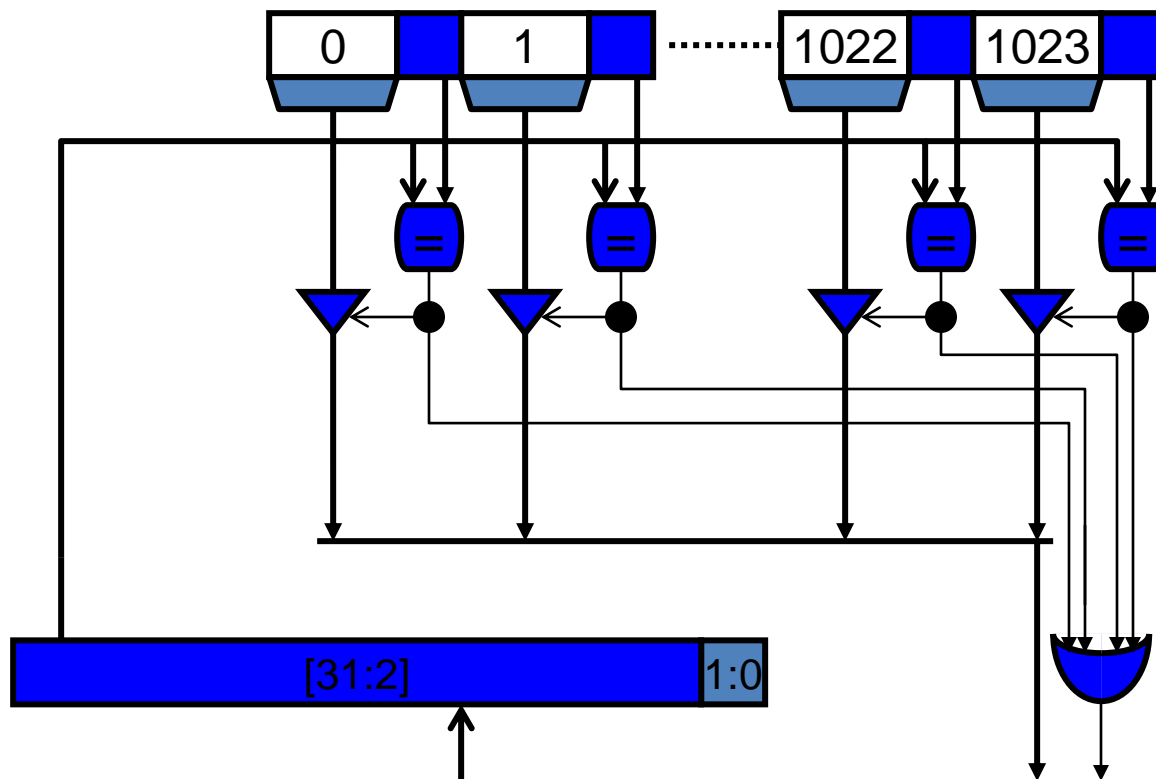 0 1 1022 1023
= = = =
[31:2] 1:0